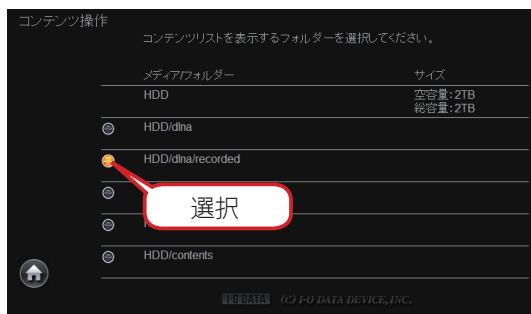 コンテンツ操作
コンテンツリストを表示するフォルダーを選択してください。
メディア/フォルダー サイズ
HDD 空容量:2TB
総容量:2TB
HDD/dlna
HDD/dlna/recorded
選択
HDD/contents
I-O DATA (C) I-O DATA DEVICE, INC.